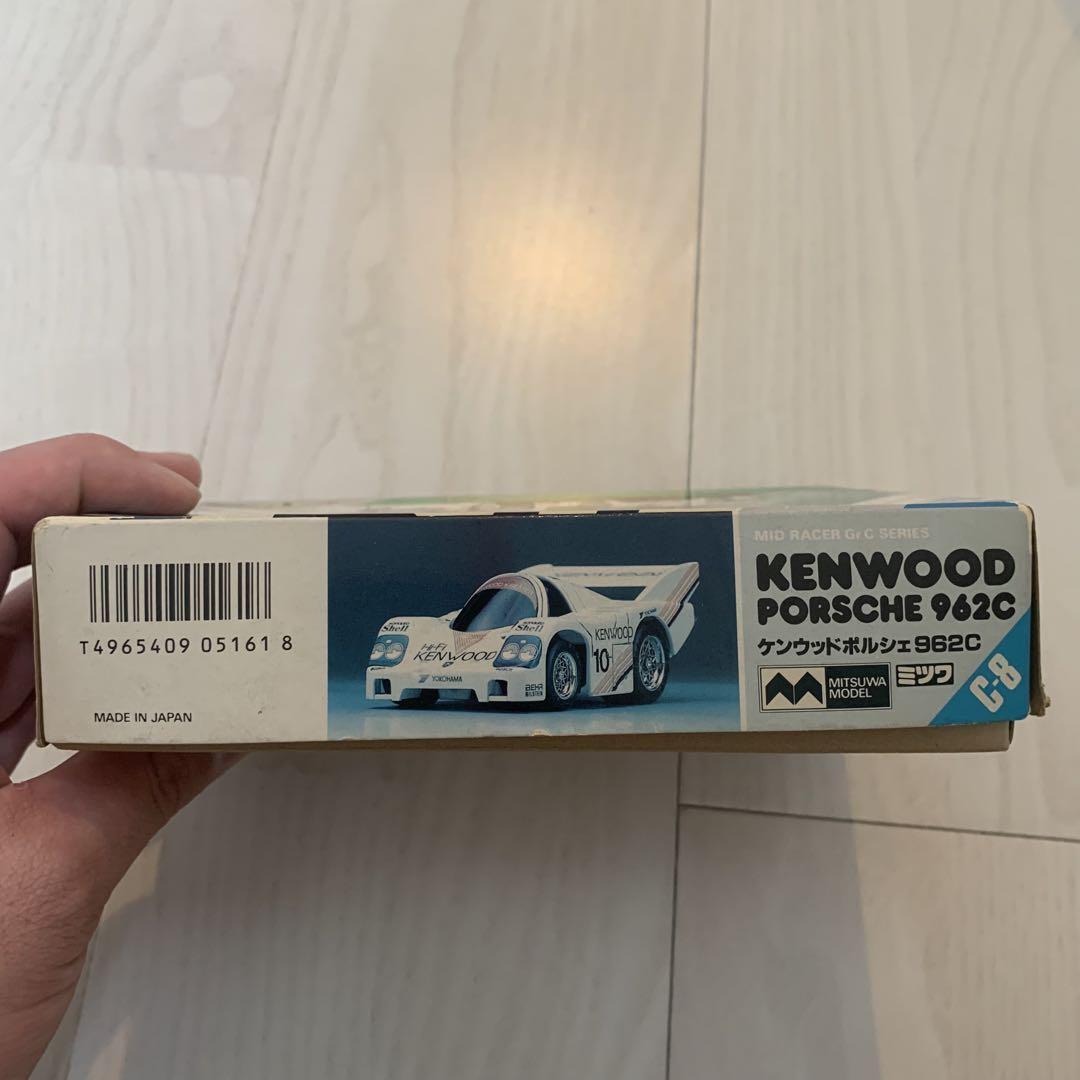 T4965409 05161 8
MADE IN JAPAN
Shell
Shell
Hi-Fi
KENWOOD
YOKOHAMA
BEHR
KENWOOD
10
MID RACER Gr C SERIES
KENWOOD
PORSCHE 962C
ケンウッドポルシェ962C
MITSUWA
MODEL
ミツワ
C-8